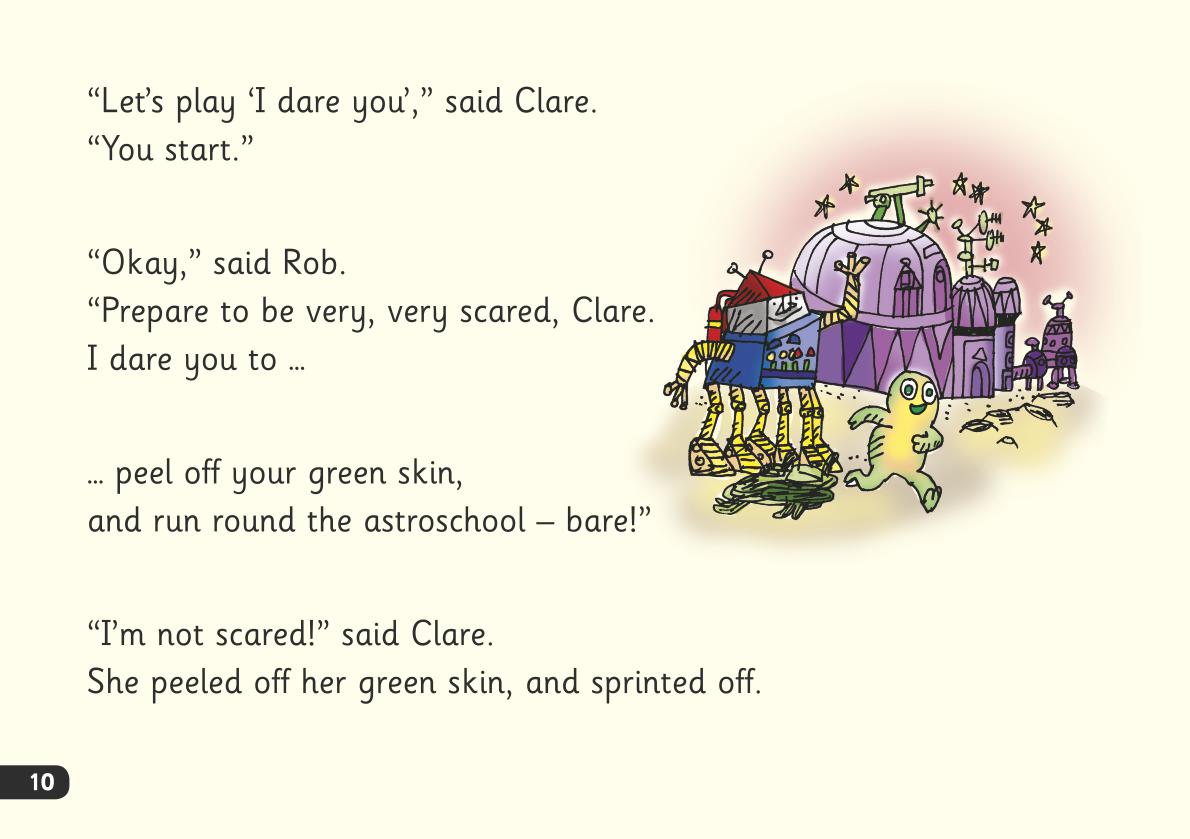 “Let’s play ‘I dare you’,” said Clare.
“You start.”
“Okay,” said Rob.
“Prepare to be very, very scared, Clare.
I dare you to ...
... peel off your green skin,
and run round the astroschool – bare!”
“I’m not scared!” said Clare.
She peeled off her green skin, and sprinted off.
10